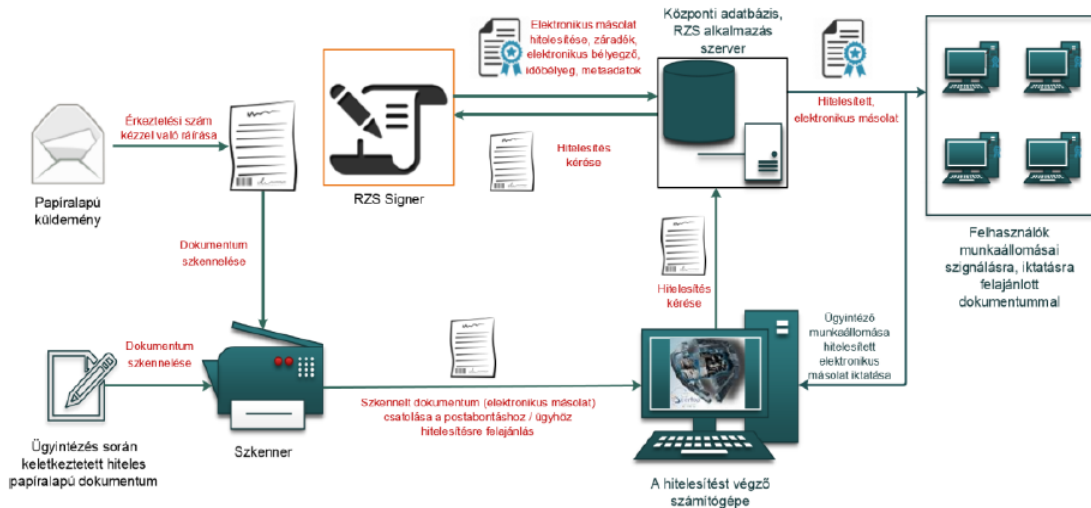 Elektronikus másolat
hitelesítése, záradék,
elektronikus bélyegző,
időbélyeg, metaadatok
Központi adatbázis,
RZS alkalmazás
szerver
Érkeztetési szám
kézzel való ráírása
Hitelesített,
elektronikus másolat
Hitelesítés
kérése
RZS Signer
Papíralapú
küldemény
Felhasználók
munkaállomásai
szignálásra, iktatásra
felajánlott
dokumentummal
Dokumentum
szkennelése
Hitelesítés
kérése
Ügyintéző
munkaállomása
hitelesített
elektronikus
másolat iktatása
Dokumentum
szkennelése
Szkennelt dokumentum (elektronikus másolat)
csatolása a postabontáshoz / ügyhöz
hitelesítésre felajánlás
Ügyintézés során
keletkeztetett hiteles
papíralapú dokumentum
Szkenner
A hitelesítést végző
számítógépe